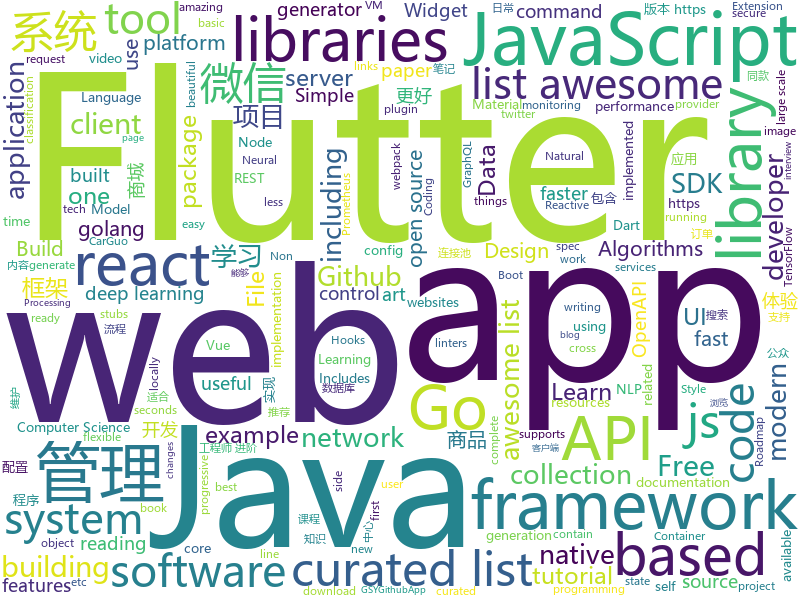 系统
tool
generator
Widget
command
版本
https
Extension
secure
日常
VM
amazing
basic
request
platform
video
use
beautiful
links
笔记
libraries
JavaScript
同款
large scale
Language
微信
server
Simple
paper
更好
Material
monitoring
performance
provider
plugin
twitter
classification
application
client
项目
list awesome
image
Flutter
Node
Neural
REST
package
商城
built
one
webpack
GraphQL
Natural
应用
Coding
implemented
interview
library
including
open source
Data
things
faster
Reactive
包含
SDK
developer
TensorFlow
time
tech
Model
less
easy
Prometheus
Dart
https
running
golang
CarGuo
Non
订单
Build
学习
config
连接池
spec
work
Boot
services
内容
generate
react
File
Github
Design
Algorithms
能够
Processing
框架
deep learning
control
art
websites
writing
体验
implementation
OpenAPI
ready
stubs
流程
web
app
Hooks
linters
using
blog
cross
UI
fast
搜索
支持
Vue
Learning
Includes
数据库
awesome list
Go
code
js
modern
公众
维护
locally
适合
seconds
useful
实现
Learn
NLP
related
Style
浏览
Computer Science
flexible
推荐
resources
complete
supports
Roadmap
开发
example
network
商品
API
客户端
配置
管理
Java
工程师 进阶
progressive
collection
Free
documentation
程序
changes
best
book
side
user
framework
system
课程
知识
中心
first
reading
object
generation
contain
Container
available
building
software
core
line
new
curated list
native
tutorial
based
source
state
self
project
programming
features
etc
page
download
GSYGithubApp
curated